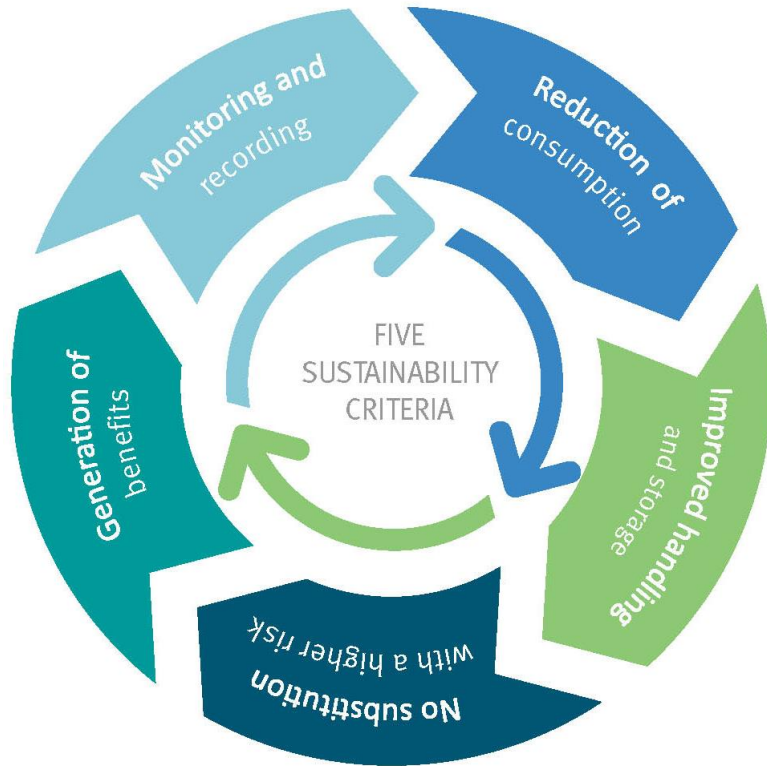 Monitoring and
recording
Reduction of
consumption
Improved handling
and storage
No substitution
with a higher risk
Generation of
benefits
FIVE
SUSTAINABILITY
CRITERIA